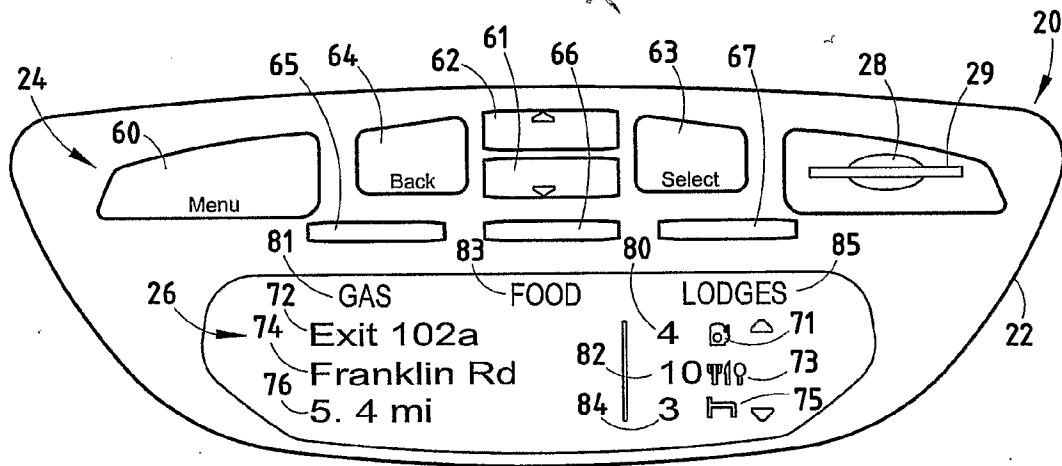 61
20
64 62 66 63 67 28 29
65
24
60
Back
Select
Menu
81 83 80 85
GAS FOOD LODGES
26 72
Exit 102a 4 71 22
74
Franklin Rd 82 10 73
76
5. 4 mi 84 3 75